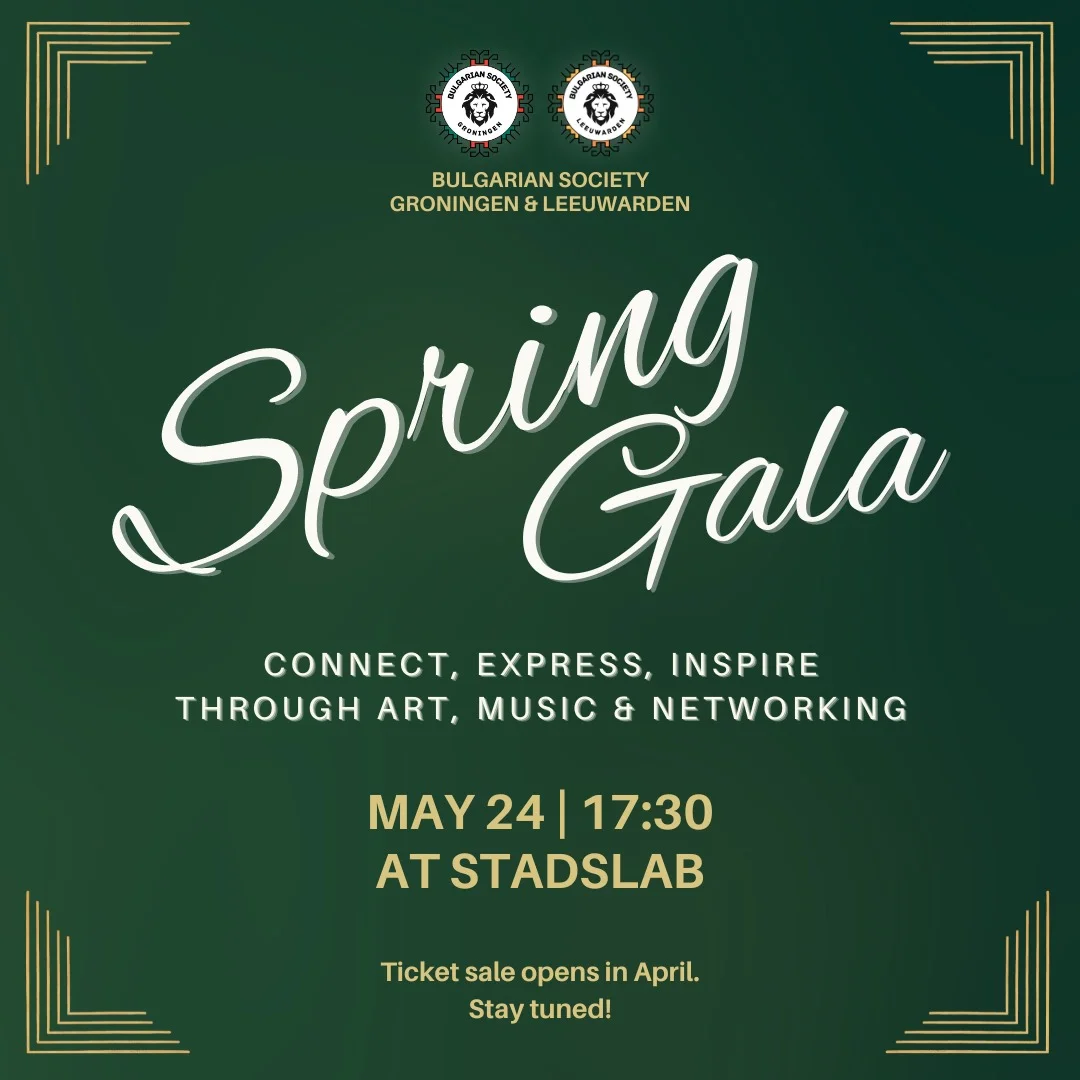 BULGARIAN SOCIETY
GRONINGEN
BULGARIAN SOCIETY
LEEUWARDEN
BULGARIAN SOCIETY
GRONINGEN & LEEUWARDEN
Spring
Gala
CONNECT, EXPRESS, INSPIRE
THROUGH ART, MUSIC & NETWORKING
MAY 24 | 17:30
AT STADSLAB
Ticket sale opens in April.
Stay tuned!